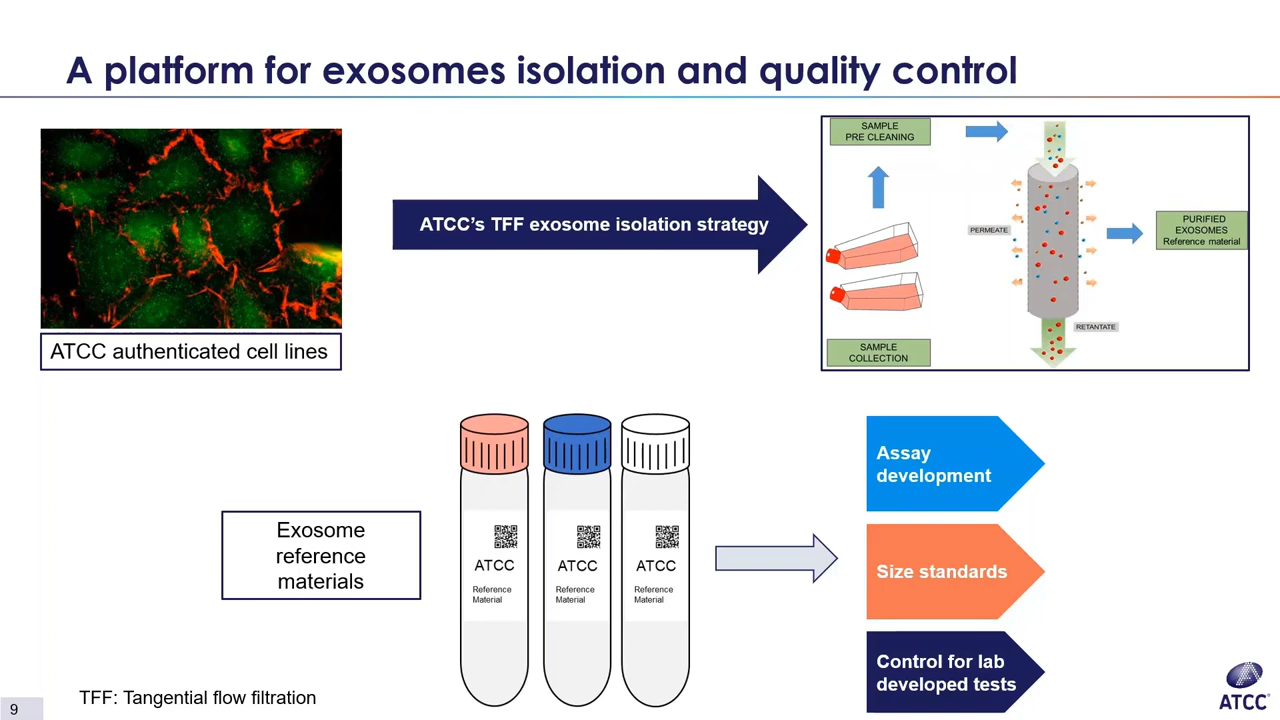 A platform for exosomes isolation and quality control
ATCC authenticated cell lines
ATCC’s TFF exosome isolation strategy
SAMPLE
PRE CLEANING
PERMEATE
PURIFIED
EXOSOMES
Reference material
RETANTATE
SAMPLE
COLLECTION
Exosome
reference
materials
ATCC
Reference
Material
ATCC
Reference
Material
ATCC
Reference
Material
Assay
development
Size standards
Control for lab
developed tests
TFF: Tangential flow filtration
9
ATCC